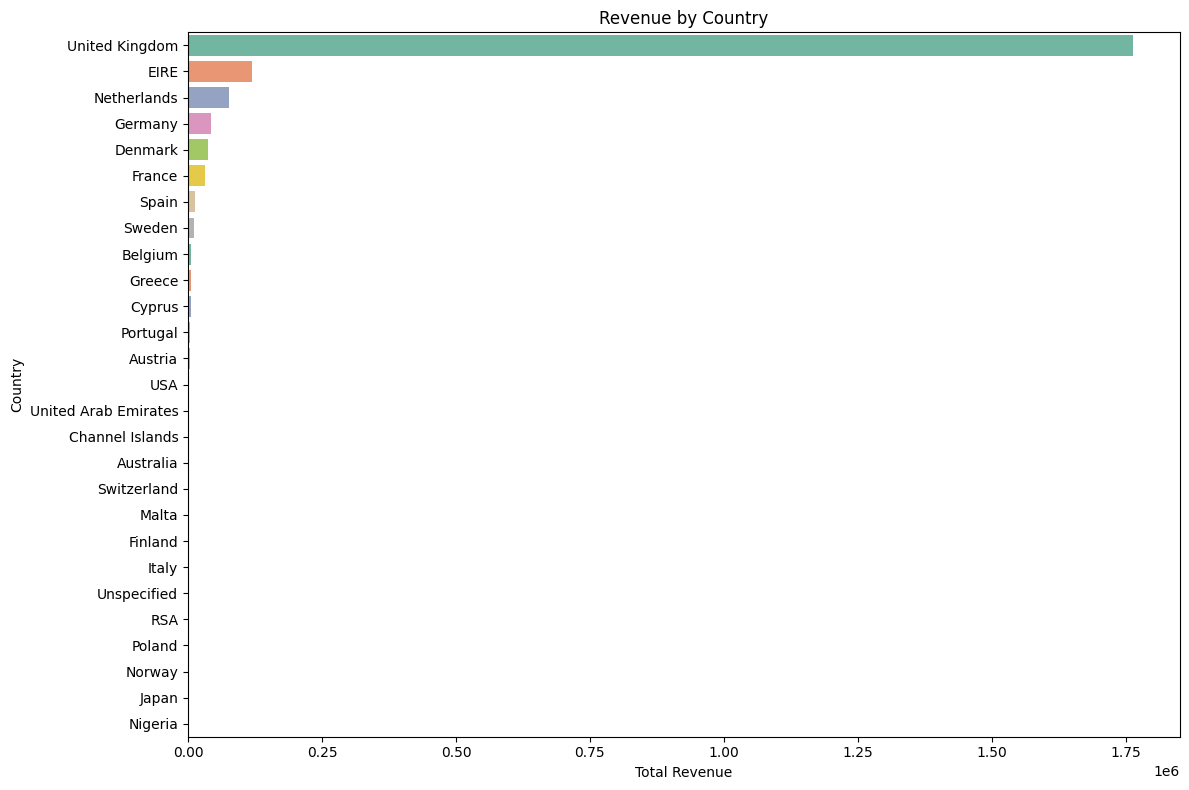 Revenue by Country
Country
United Kingdom
EIRE
Netherlands
Germany
Denmark
France
Spain
Sweden
Belgium
Greece
Cyprus
Portugal
Austria
USA
United Arab Emirates
Channel Islands
Australia
Switzerland
Malta
Finland
Italy
Unspecified
RSA
Poland
Norway
Japan
Nigeria
0.00 0.25 0.50 0.75 1.00 1.25 1.50 1.75
1e6
Total Revenue